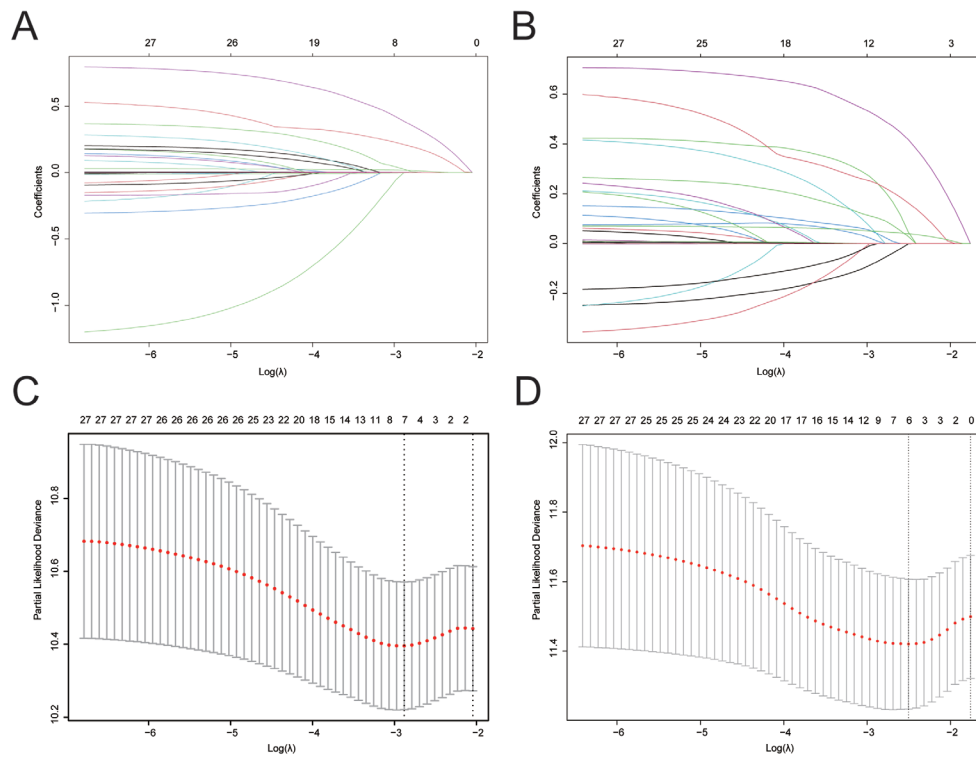 A
27 26 19 8 0
Coefficients
0.5
0.0
−0.5
−1.0
−6 −5 −4 −3 −2
Log(λ)
B
27 25 18 12 3
Coefficients
0.6
0.4
0.2
0.0
−0.2
−6 −5 −4 −3 −2
Log(λ)
C
27 27 27 27 27 26 26 26 26 26 26 25 23 22 20 18 15 14 13 11 8 7 4 3 2 2
Partial Likelihood Deviance
10.8
10.6
10.4
10.2
−6 −5 −4 −3 −2
Log(λ)
D
27 27 27 27 25 25 25 25 24 24 22 20 17 17 16 14 12 9 7 6 3 3 2 0
Partial Likelihood Deviance
12.0
11.8
11.6
11.4
−6 −5 −4 −3 −2
Log(λ)